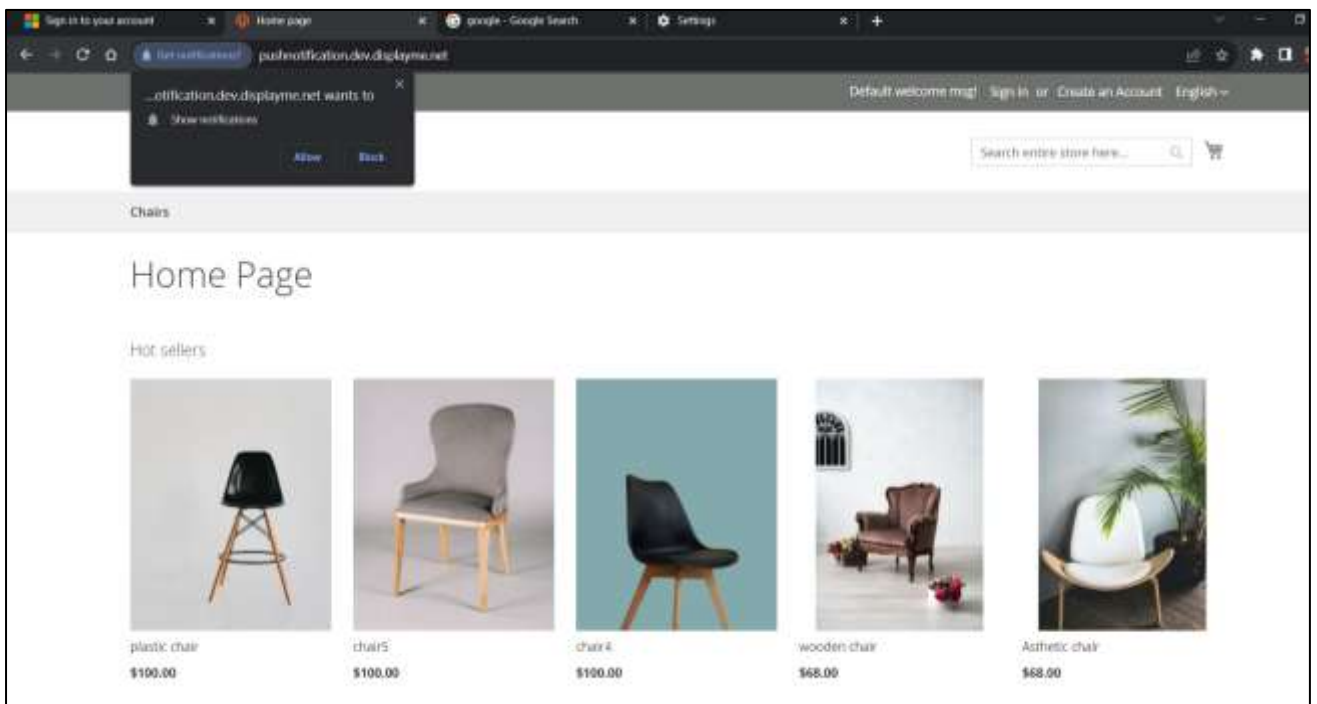 Sign in to your account
Home page
google - Google Search
Settings
Get notifications?
pushnotification.dev.displayme.net
...otification.dev.displayme.net wants to
Show notifications
Allow
Block
Default welcome msg!
Sign In or Create an Account
English
Search entire store here...
Chairs
Home Page
Hot sellers
plastic chair
chair5
chair4
wooden chair
Asthetic chair
$100.00
$100.00
$100.00
$68.00
$68.00